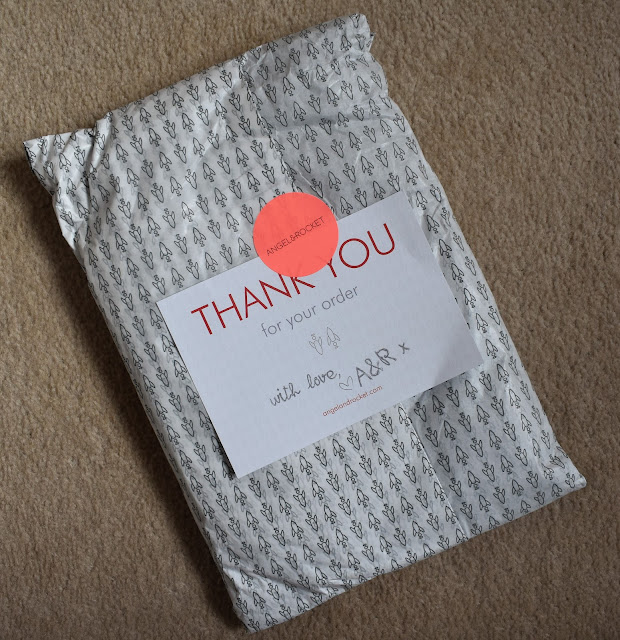 ANGEL&ROCKET
THANK YOU
for your order
with love, A&R x
angelandrocket.com